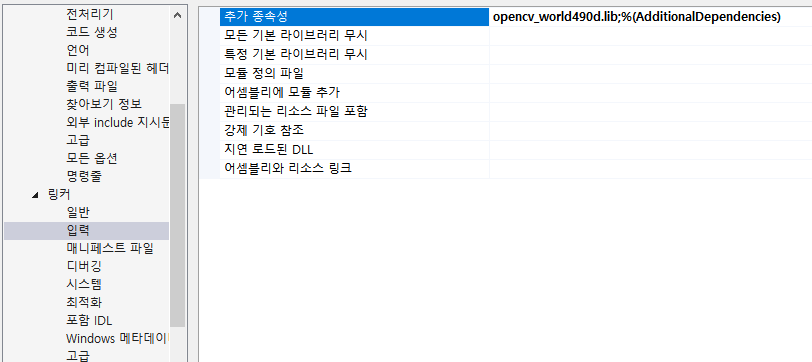 전처리기
코드 생성
언어
미리 컴파일된 헤더
출력 파일
찾아보기 정보
외부 include 지시문
고급
모든 옵션
명령줄
링커
일반
입력
매니페스트 파일
디버깅
시스템
최적화
포함 IDL
Windows 메타데이터
고급
추가 종속성 opencv_world490d.lib;%(AdditionalDependencies)
모든 기본 라이브러리 무시
특정 기본 라이브러리 무시
모듈 정의 파일
어셈블리에 모듈 추가
관리되는 리소스 파일 포함
강제 기호 참조
지연 로드된 DLL
어셈블리와 리소스 링크